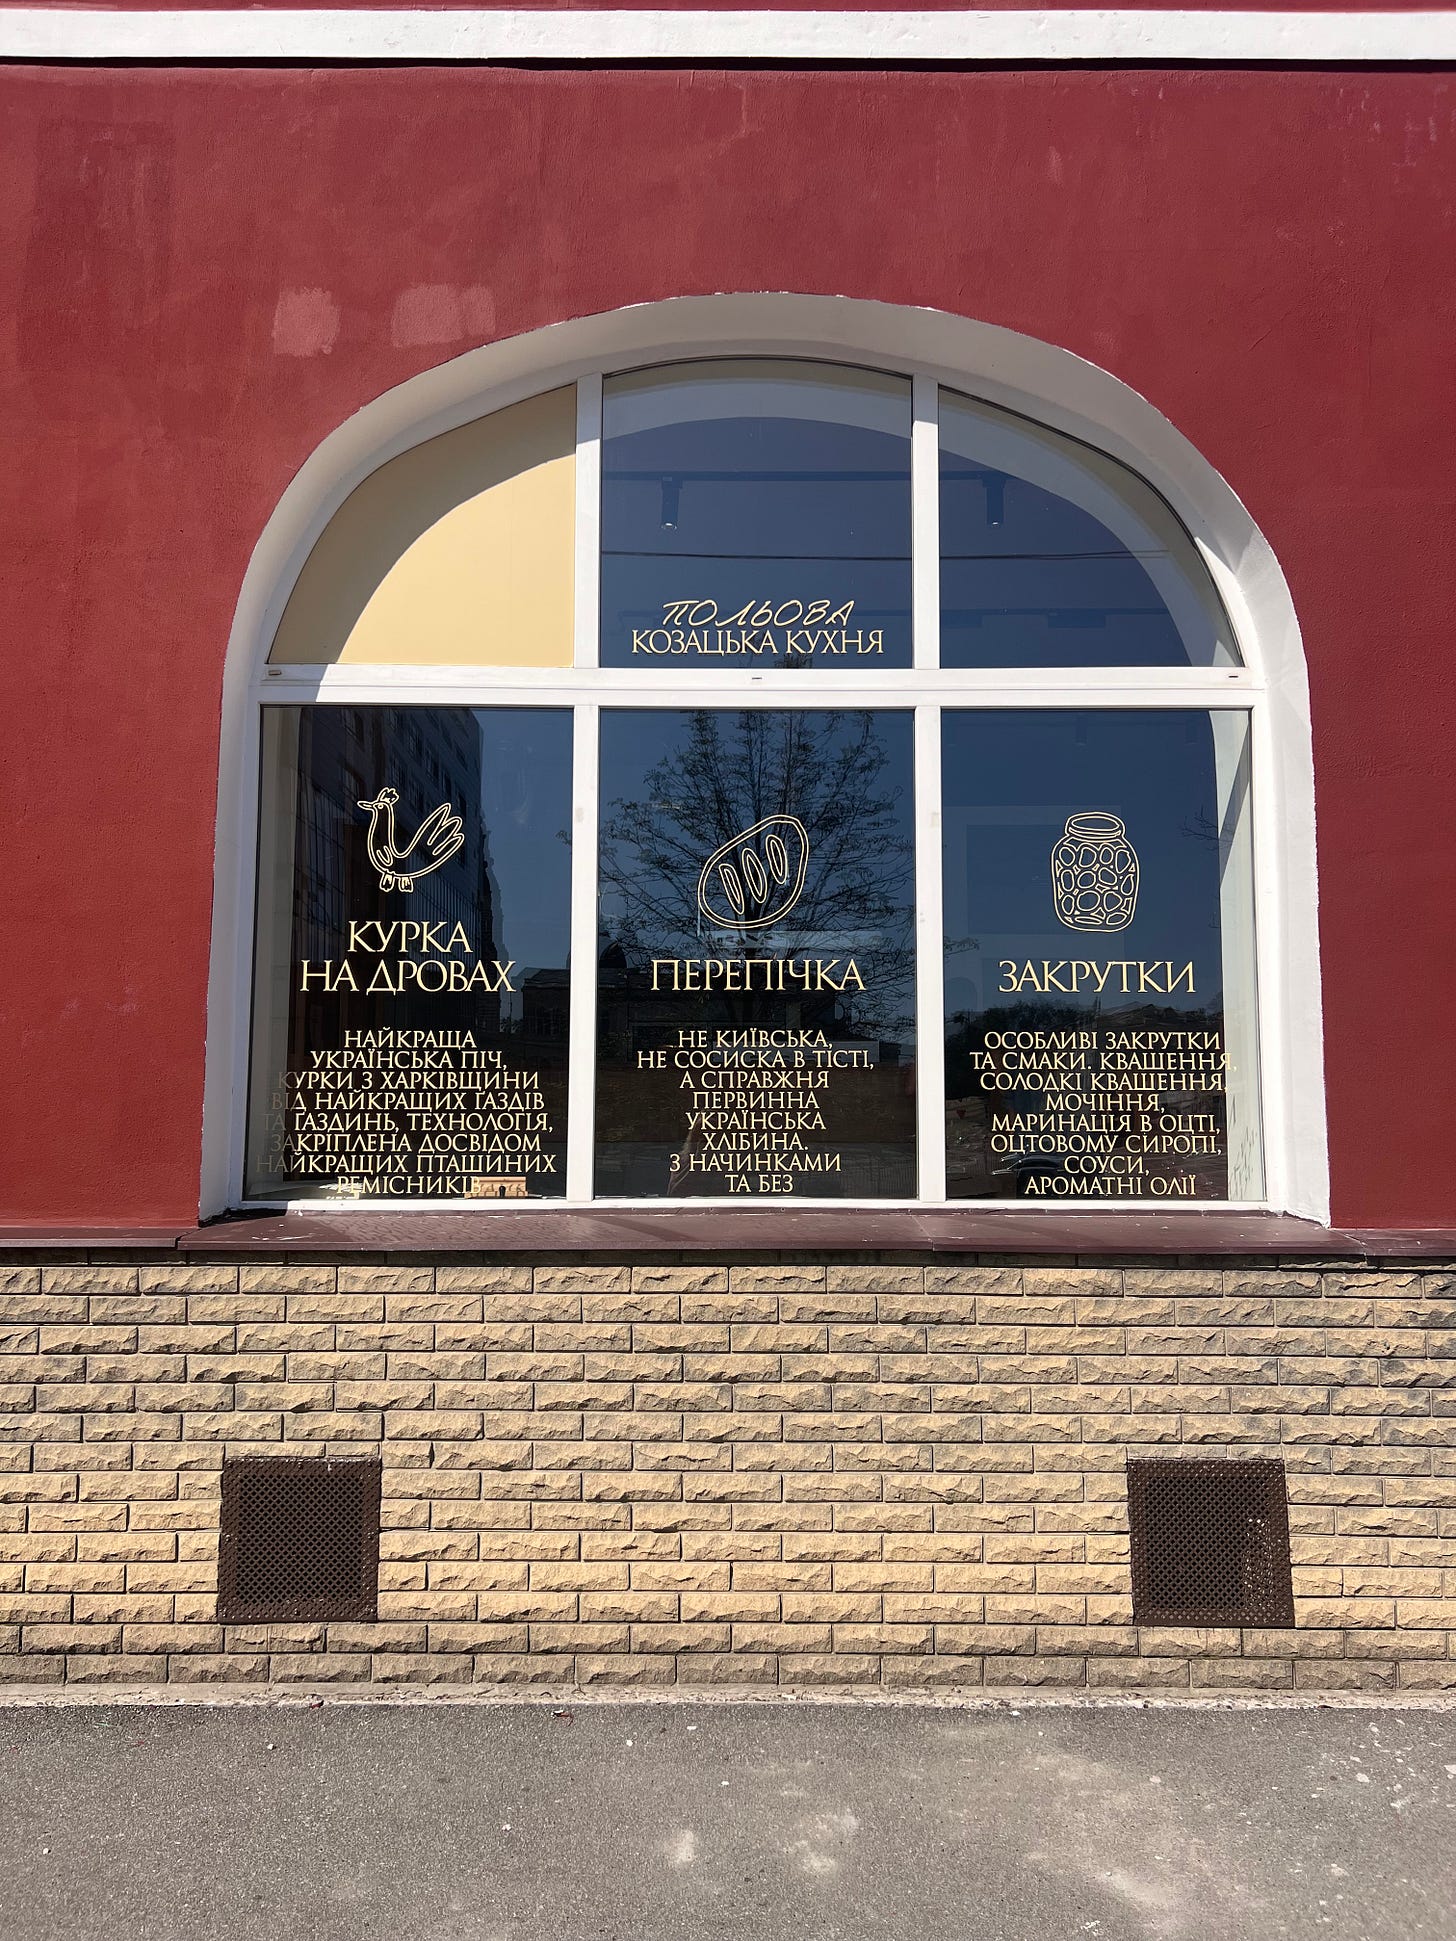 ПОЛЬОВА
КОЗАЦЬКА КУХНЯ
КУРКА
НА ДРОВАХ
НАЙКРАЩА
УКРАЇНСЬКА ПІЧ,
КУРКИ З ХАРКІВЩИНИ
ВІД НАЙКРАЩИХ ҐАЗДІВ
ТА ҐАЗДИНЬ, ТЕХНОЛОГІЯ,
ЗАКРІПЛЕНА ДОСВІДОМ
НАЙКРАЩИХ ПТАШИНИХ
РЕМІСНИКІВ
ПЕРЕПІЧКА
НЕ КИЇВСЬКА,
НЕ СОСИСКА В ТІСТІ,
А СПРАВЖНЯ
ПЕРВИННА
УКРАЇНСЬКА
ХЛІБИНА.
З НАЧИНКАМИ
ТА БЕЗ
ЗАКРУТКИ
ОСОБЛИВІ ЗАКРУТКИ
ТА СМАКИ. КВАШЕННЯ,
СОЛОДКІ КВАШЕННЯ,
МОЧІННЯ,
МАРИНАЦІЯ В ОЦТІ,
ОЦТОВОМУ СИРОПІ,
СОУСИ,
АРОМАТНІ ОЛІЇ